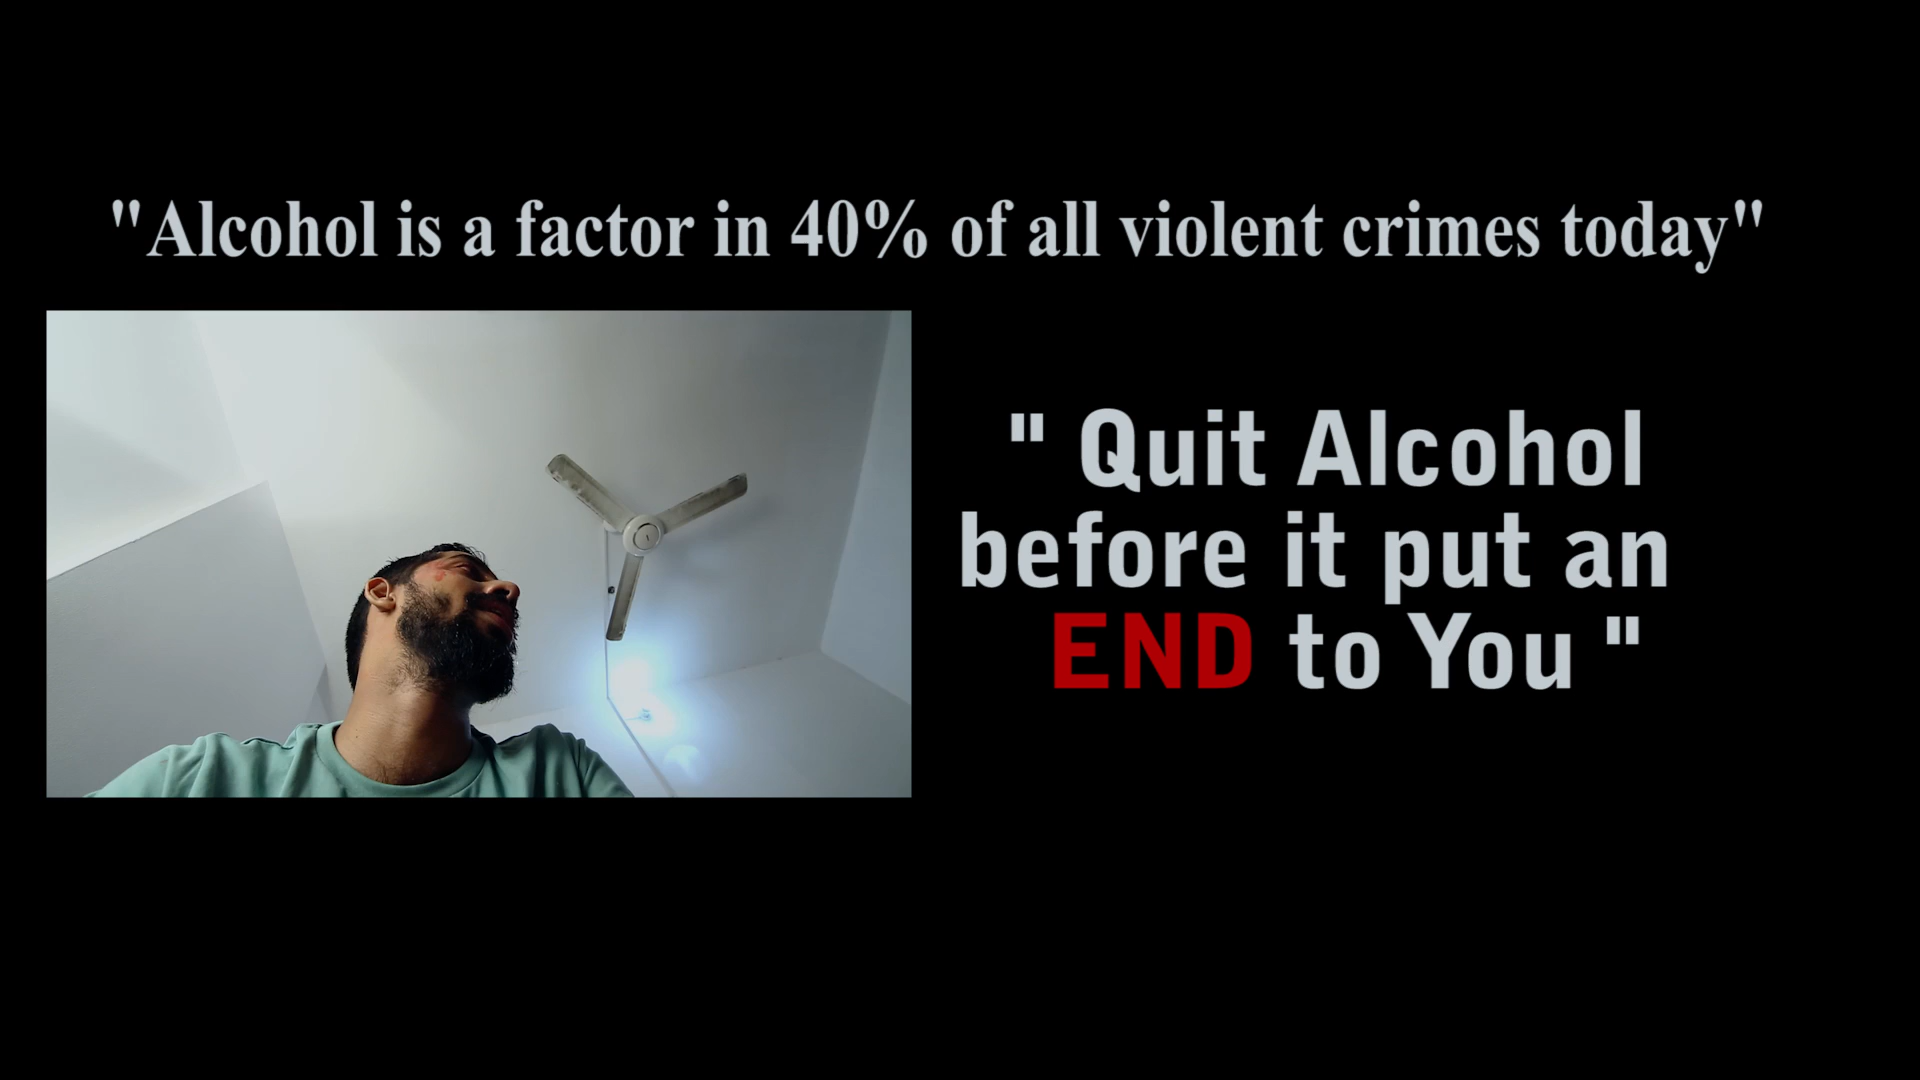 "Alcohol is a factor in 40% of all violent crimes today"
" Quit Alcohol
before it put an
END to You "